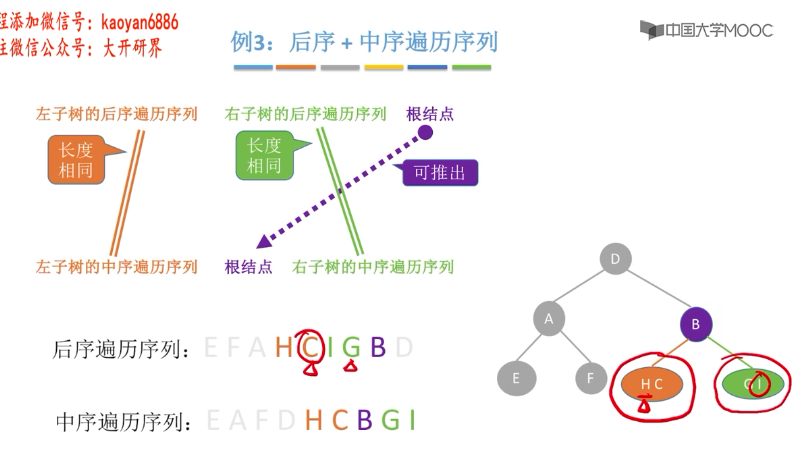 程添加微信号：kaoyan6886
注微信公众号：大开研界
例3：后序 + 中序遍历序列
中国大学MOOC
左子树的后序遍历序列 右子树的后序遍历序列 根结点
长度相同
长度相同
可推出
左子树的中序遍历序列 根结点 右子树的中序遍历序列
D
A B
E F H C G I
后序遍历序列：E F A H C I G B D
中序遍历序列：E A F D H C B G I